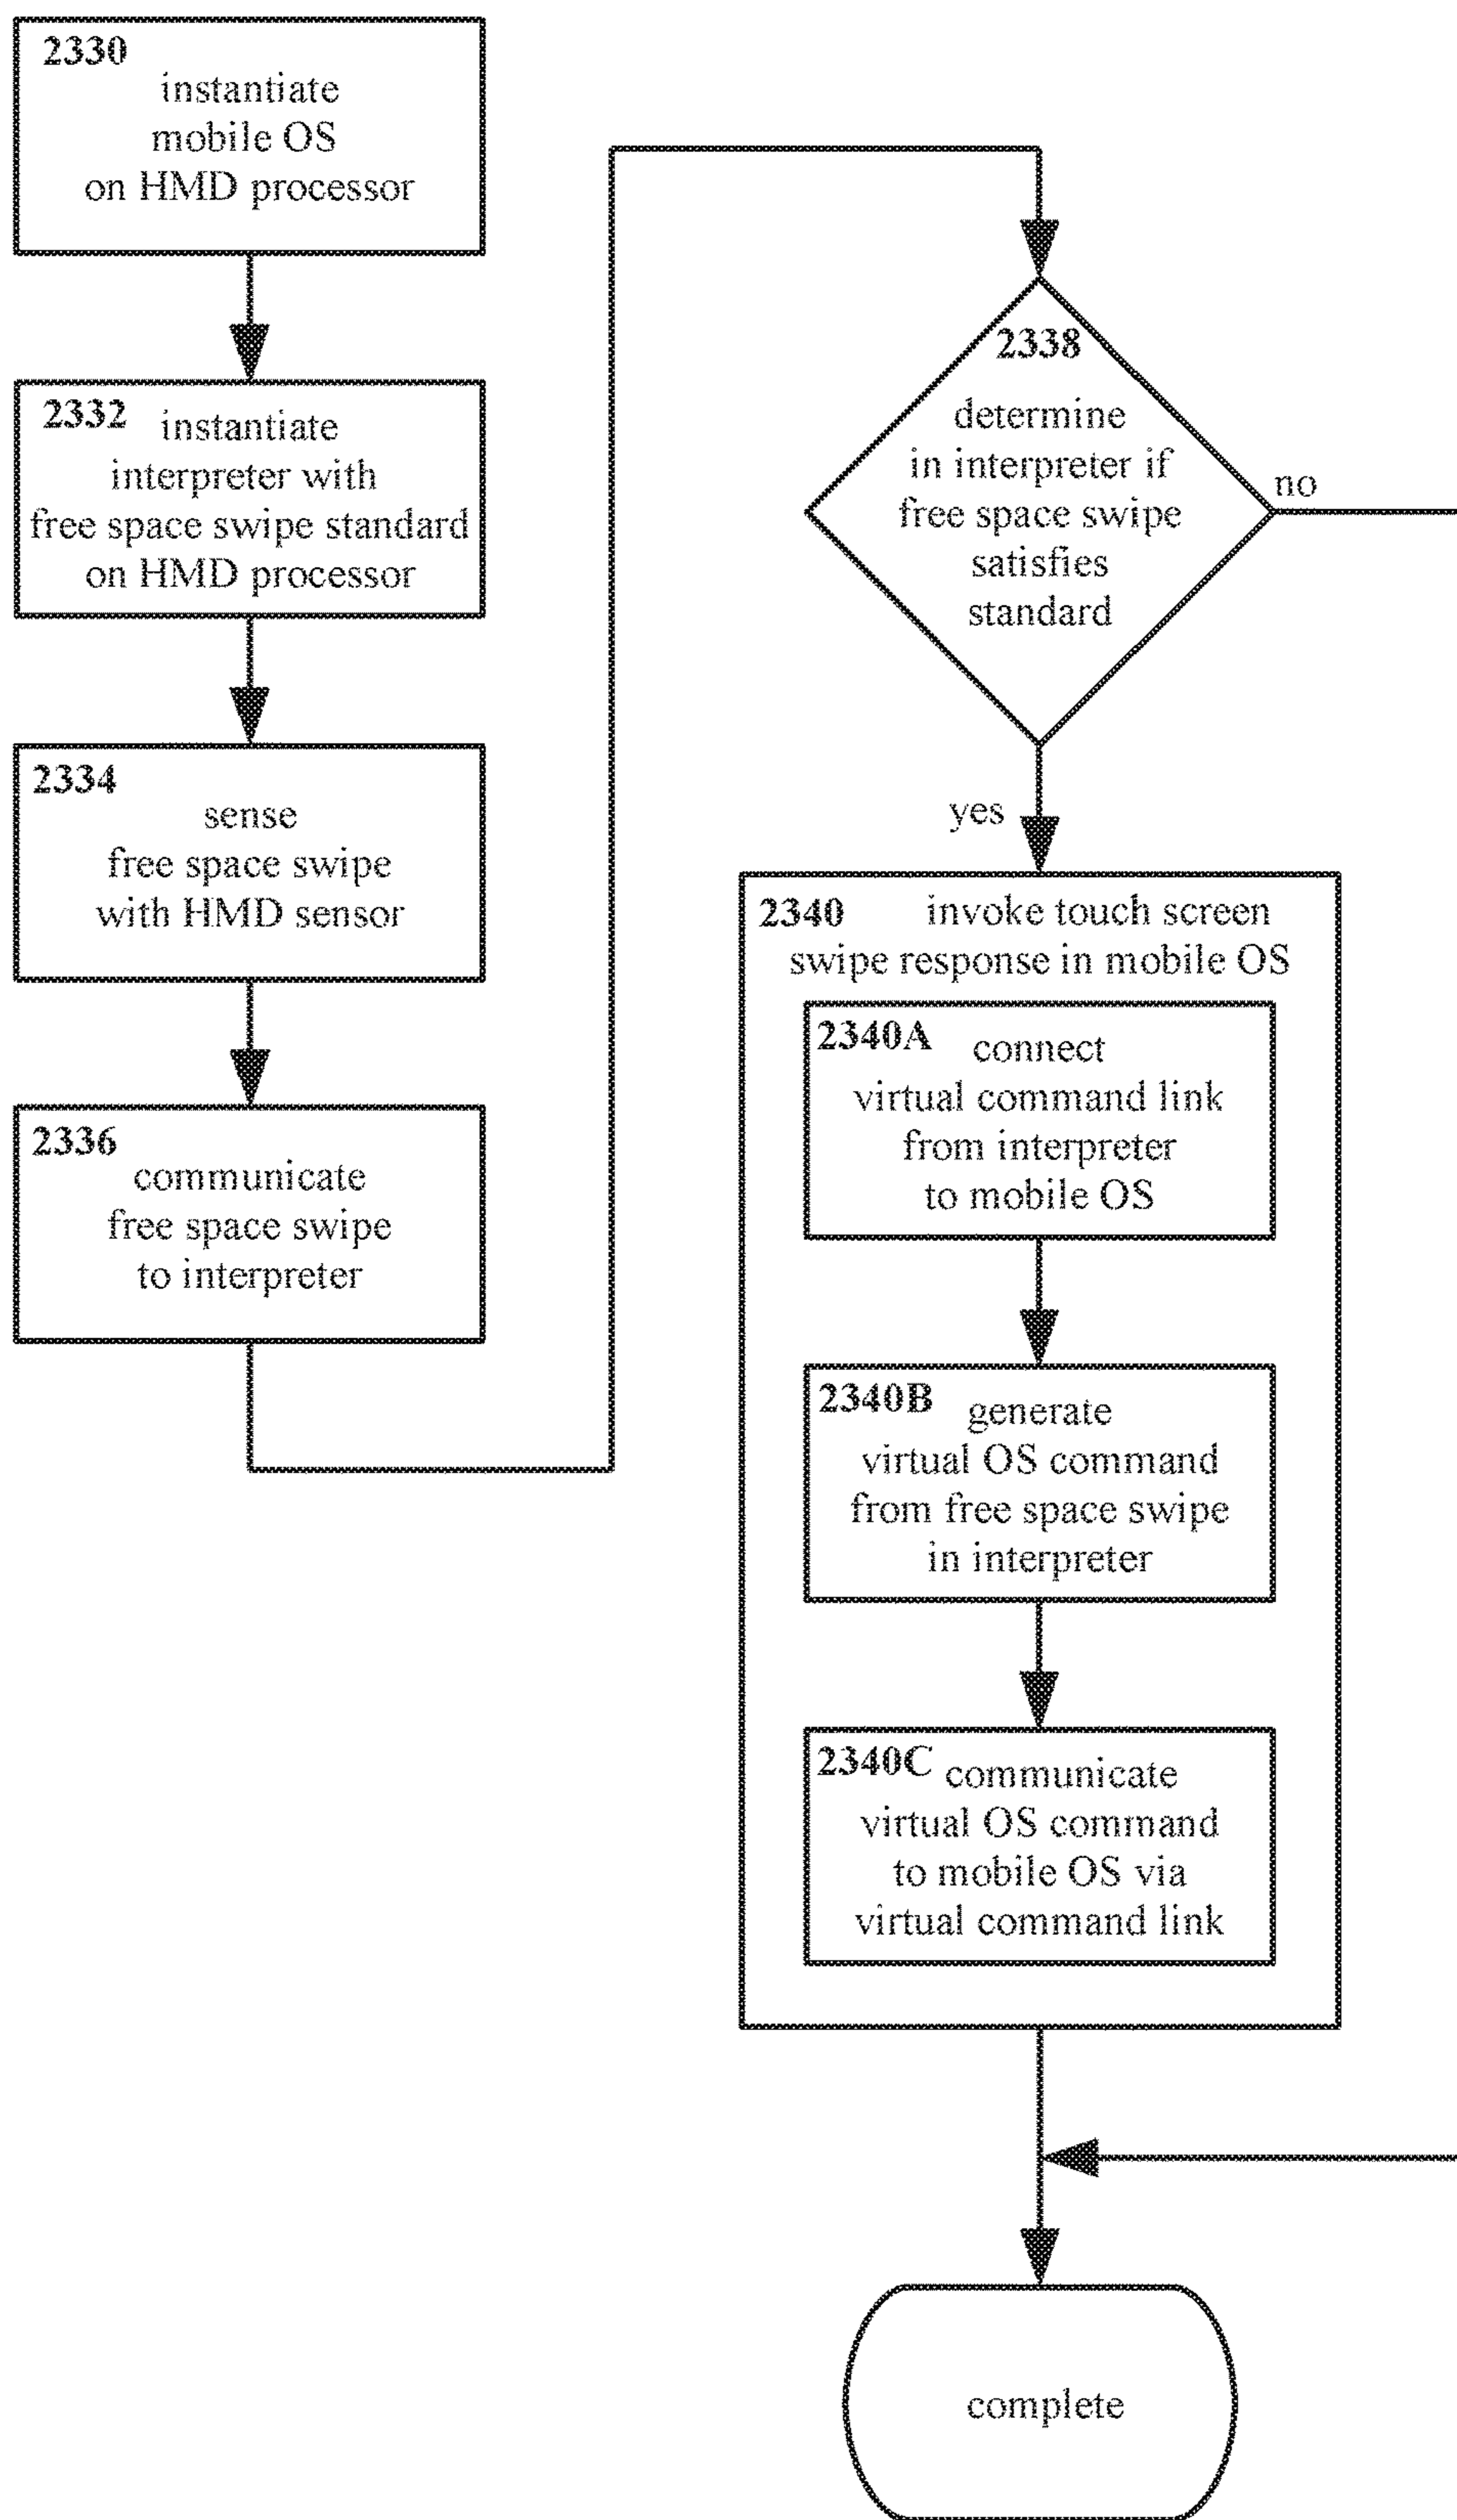 2330
instantiate
mobile OS
on HMD processor
2332 instantiate
interpreter with
free space swipe standard
on HMD processor
2334
sense
free space swipe
with HMD sensor
2336
communicate
free space swipe
to interpreter
2338
determine
in interpreter if
free space swipe
satisfies
standard
no
yes
2340 invoke touch screen
swipe response in mobile OS
2340A connect
virtual command link
from interpreter
to mobile OS
2340B generate
virtual OS command
from free space swipe
in interpreter
2340C communicate
virtual OS command
to mobile OS via
virtual command link
complete